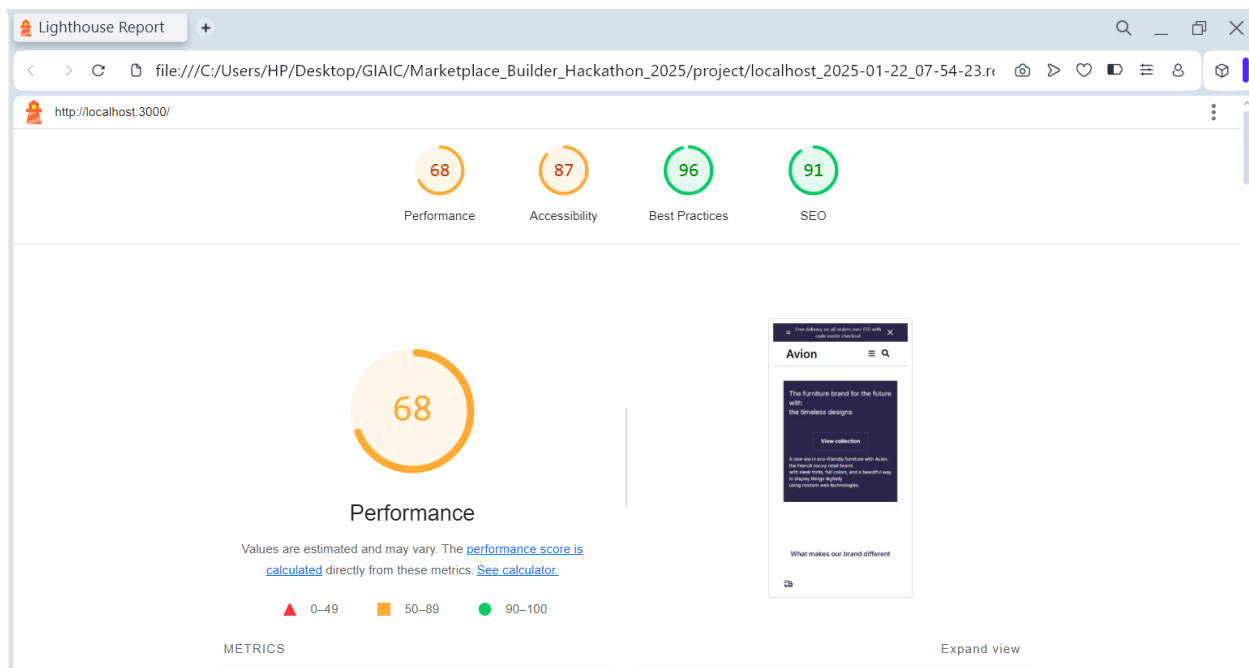 Lighthouse Report
file:///C:/Users/HP/Desktop/GIAIC/Marketplace_Builder_Hackathon_2025/project/localhost_2025-01-22_07-54-23.re
http://localhost:3000/
68 87 96 91
Performance Accessibility Best Practices SEO
68
Performance
Values are estimated and may vary. The performance score is
calculated directly from these metrics. See calculator.
0–49 50–89 90–100
Free delivery on all orders over £50 with
code easter checkout
Avion
The furniture brand for the future
with
the timeless designs
View collection
A new era in eco-friendly furniture with Avion,
the French luxury retail brand
with sleek fonts, full colors, and a beautiful way
to display things digitally
using modern web technologies.
What makes our brand different
METRICS Expand view